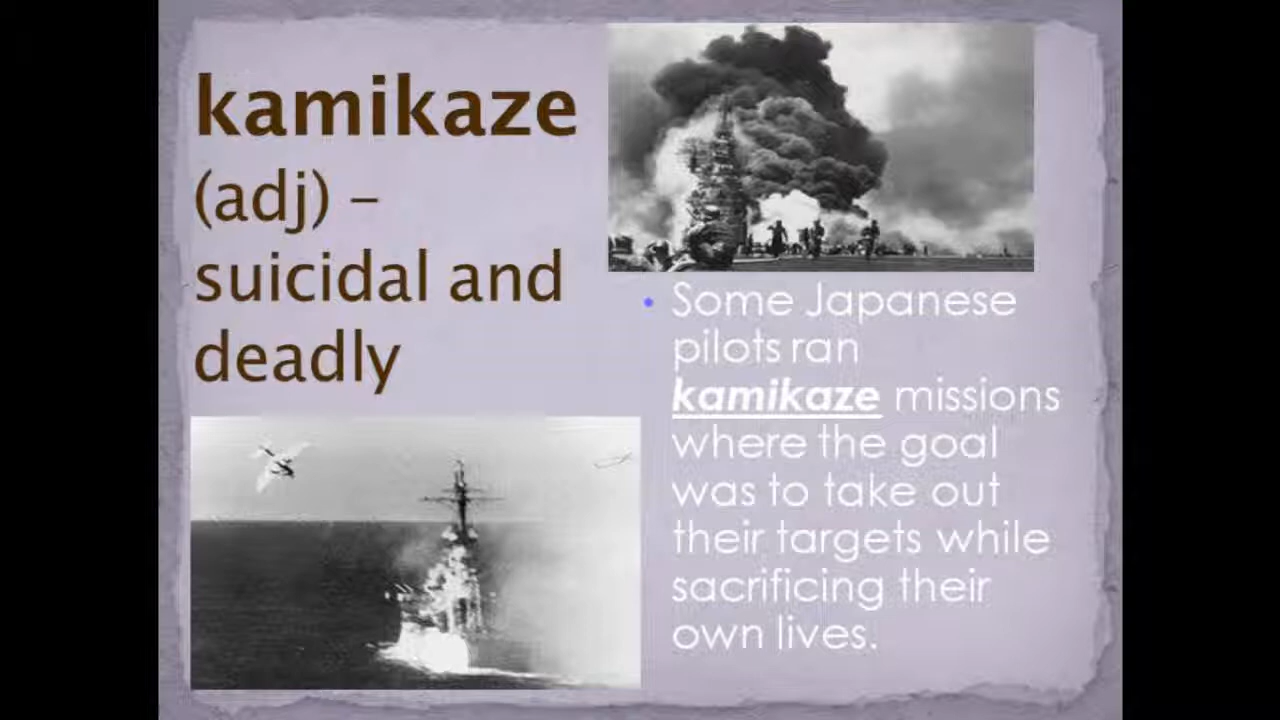 kamikaze
(adj) –
suicidal and
deadly
• Some Japanese
pilots ran
kamikaze missions
where the goal
was to take out
their targets while
sacrificing their
own lives.